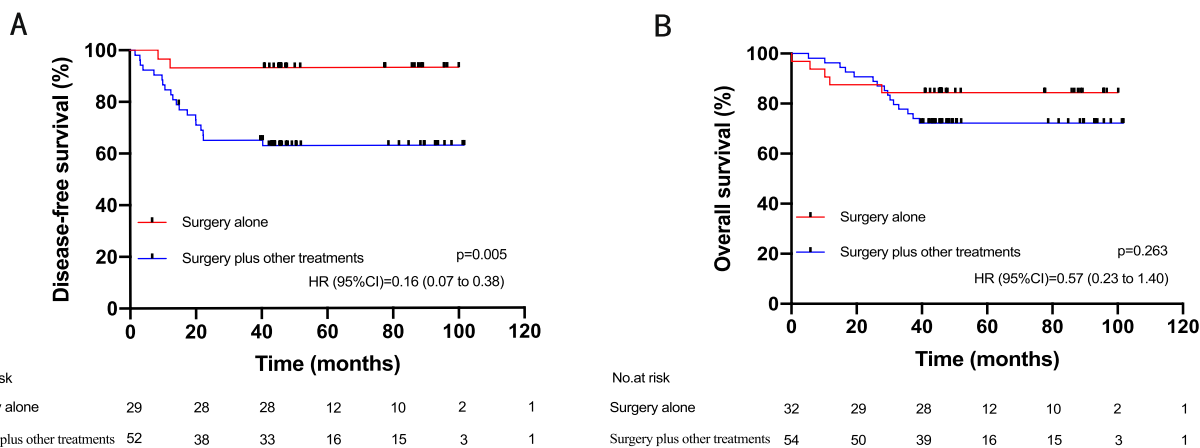 A
100
80
60
40
20
0
Disease-free survival (%)
Surgery alone
Surgery plus other treatments
p=0.005
HR (95%CI)=0.16 (0.07 to 0.38)
0 20 40 60 80 100 120
Time (months)
sk
y alone 29 28 28 12 10 2 1
plus other treatments 52 38 33 16 15 3 1
B
100
80
60
40
20
0
Overall survival (%)
Surgery alone
Surgery plus other treatments
p=0.263
HR (95%CI)=0.57 (0.23 to 1.40)
0 20 40 60 80 100 120
Time (months)
No.at risk
Surgery alone 32 29 28 12 10 2 1
Surgery plus other treatments 54 50 39 16 15 3 1